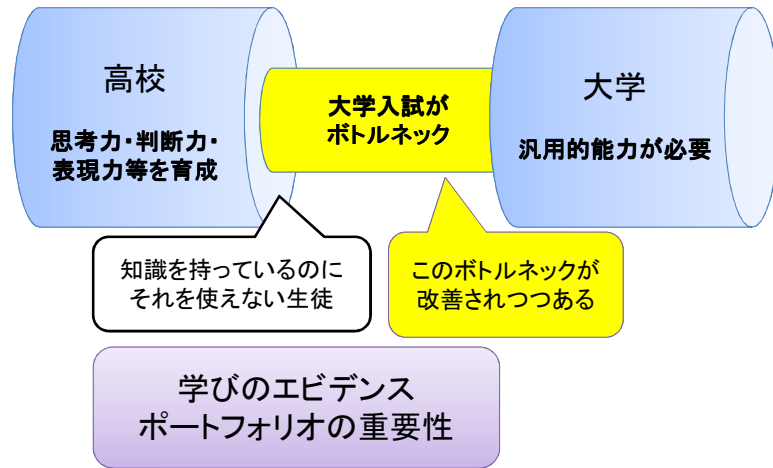 高校
思考力・判断力・
表現力等を育成
大学入試が
ボトルネック
大学
汎用的能力が必要
知識を持っているのに
それを使えない生徒
このボトルネックが
改善されつつある
学びのエビデンス
ポートフォリオの重要性